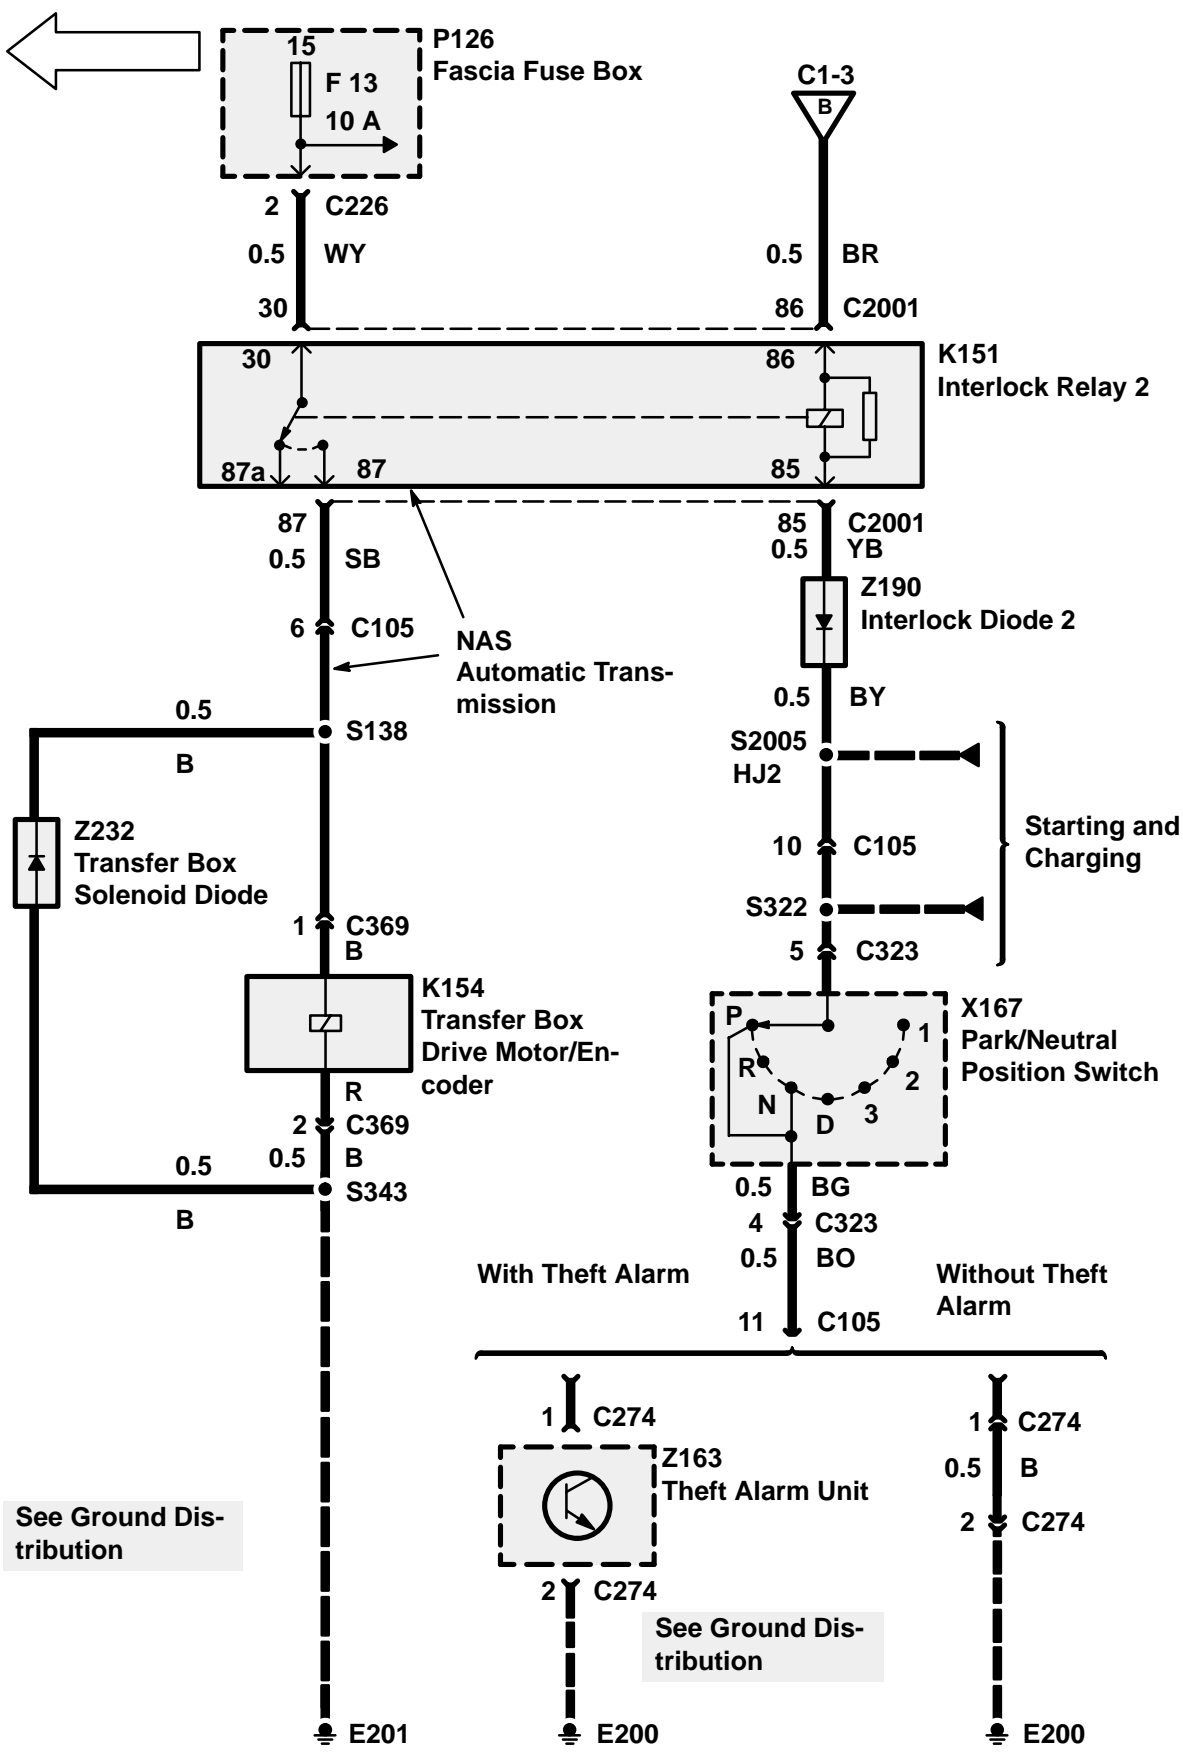 15
F 13
10 A
P126
Fascia Fuse Box
C1-3
B
2 C226
0.5 WY
0.5 BR
30
86 C2001
30
86
K151
Interlock Relay 2
87a
87
85
87
0.5 SB
85 C2001
0.5 YB
Z190
Interlock Diode 2
6 C105
NAS
Automatic Trans-
mission
0.5 BY
0.5
B
S138
S2005
HJ2
Z232
Transfer Box
Solenoid Diode
10 C105
Starting and
Charging
S322
1 C369
B
5 C323
K154
Transfer Box
Drive Motor/En-
coder
P
R
N
D
3
2
1
X167
Park/Neutral
Position Switch
R
2 C369
0.5 B
0.5
B
S343
0.5 BG
4 C323
0.5 BO
With Theft Alarm
Without Theft
Alarm
11 C105
1 C274
Z163
Theft Alarm Unit
2 C274
1 C274
0.5 B
2 C274
See Ground Dis-
tribution
See Ground Dis-
tribution
E201
E200
E200